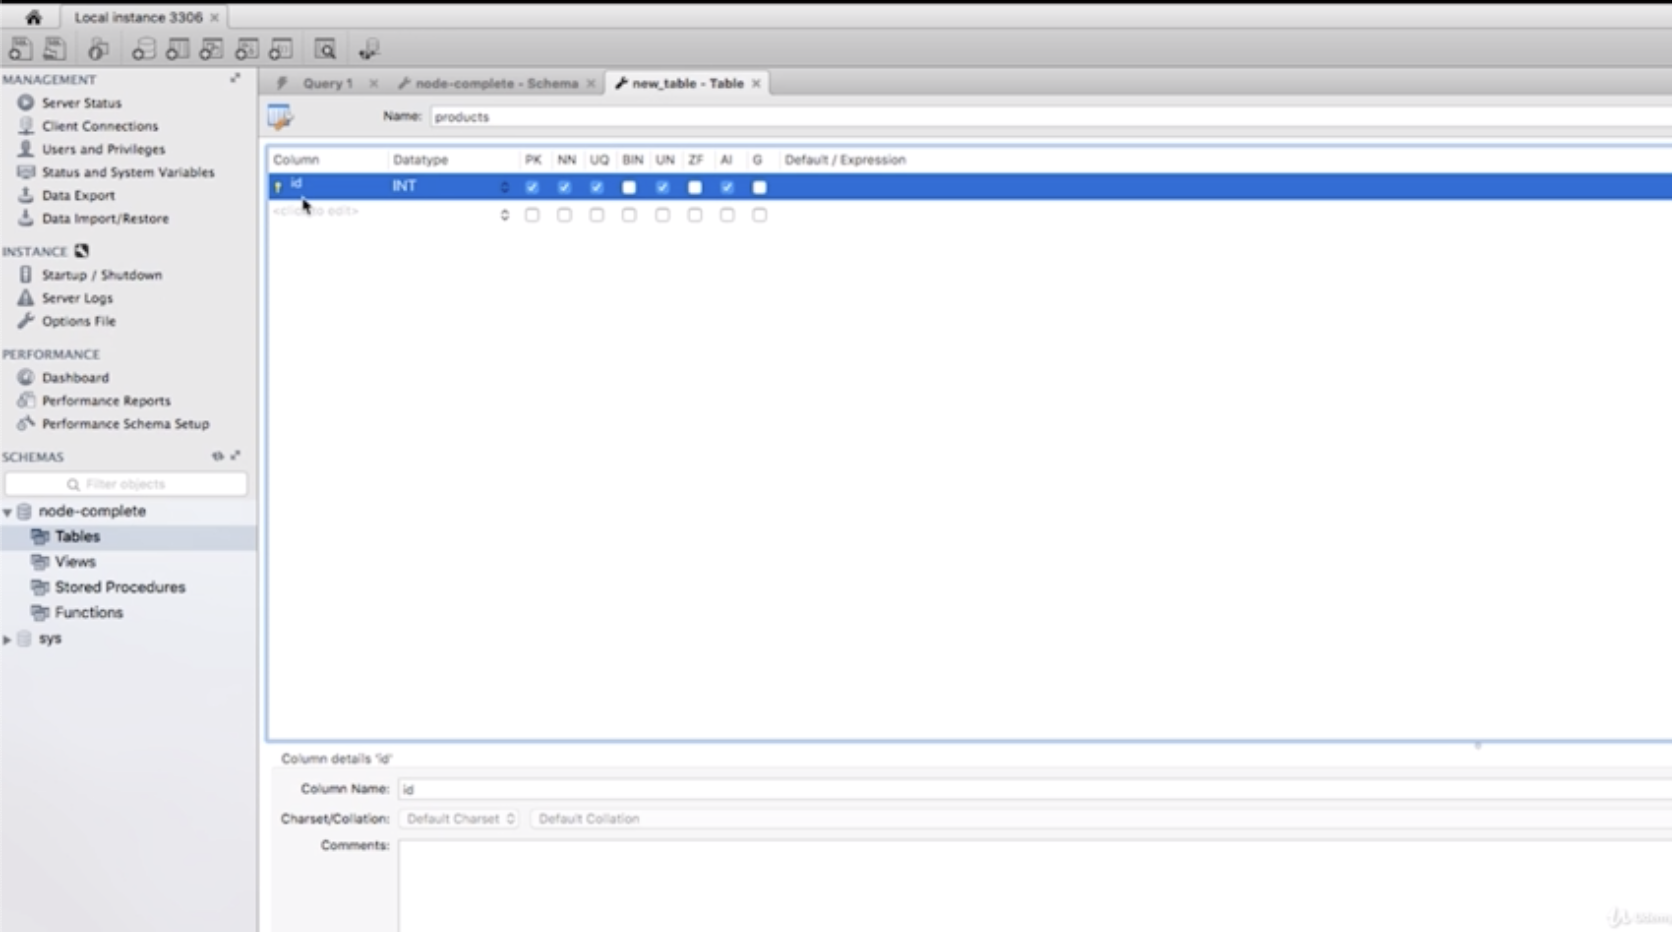 Local instance 3306
MANAGEMENT
Server Status
Client Connections
Users and Privileges
Status and System Variables
Data Export
Data Import/Restore
INSTANCE
Startup / Shutdown
Server Logs
Options File
PERFORMANCE
Dashboard
Performance Reports
Performance Schema Setup
SCHEMAS
Filter objects
node-complete
Tables
Views
Stored Procedures
Functions
sys
Query 1
node-complete - Schema
new_table - Table
Name: products
Column Datatype PK NN UQ BIN UN ZF AI G Default / Expression
id INT
<click to edit>
Column details 'id'
Column Name: id
Charset/Collation: Default Charset Default Collation
Comments: